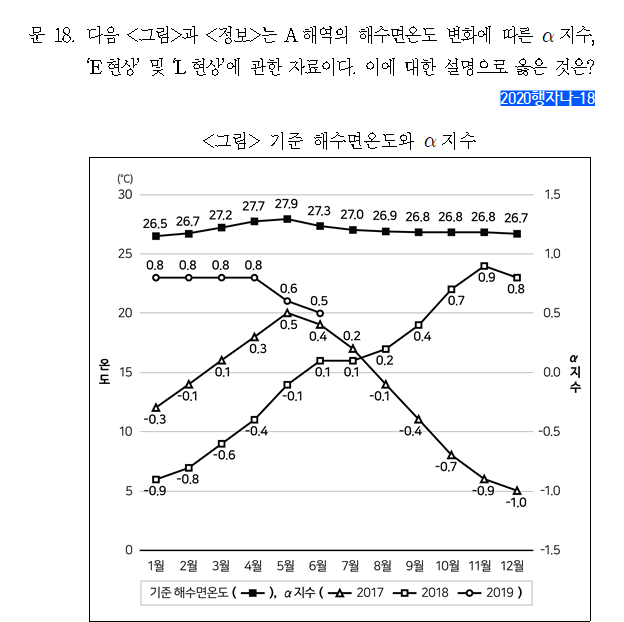 문 18. 다음 <그림>과 <정보>는 A 해역의 해수면온도 변화에 따른 α 지수,
‘E 현상’ 및 ‘L 현상’에 관한 자료이다. 이에 대한 설명으로 옳은 것은?
2020행자나-18
<그림> 기준 해수면온도와 α 지수
(℃)
30 1.5
26.5 26.7 27.2 27.7 27.9 27.3 27.0 26.9 26.8 26.8 26.8 26.7
25 1.0
0.8 0.8 0.8 0.8 0.6 0.5
0.9 0.8
0.7
20 0.5
0.5 0.4 0.2
0.3 0.4
0.1 0.1 0.1 0.2
온도 15 0.0 α 지수
-0.1 -0.1 -0.1
-0.3
-0.4 -0.4
10 -0.5
-0.6
-0.7
-0.8
-0.9 -0.9
5 -1.0
-1.0
0 -1.5
1월 2월 3월 4월 5월 6월 7월 8월 9월 10월 11월 12월
기준 해수면온도 ( ), α 지수 ( 2017 2018 2019 )